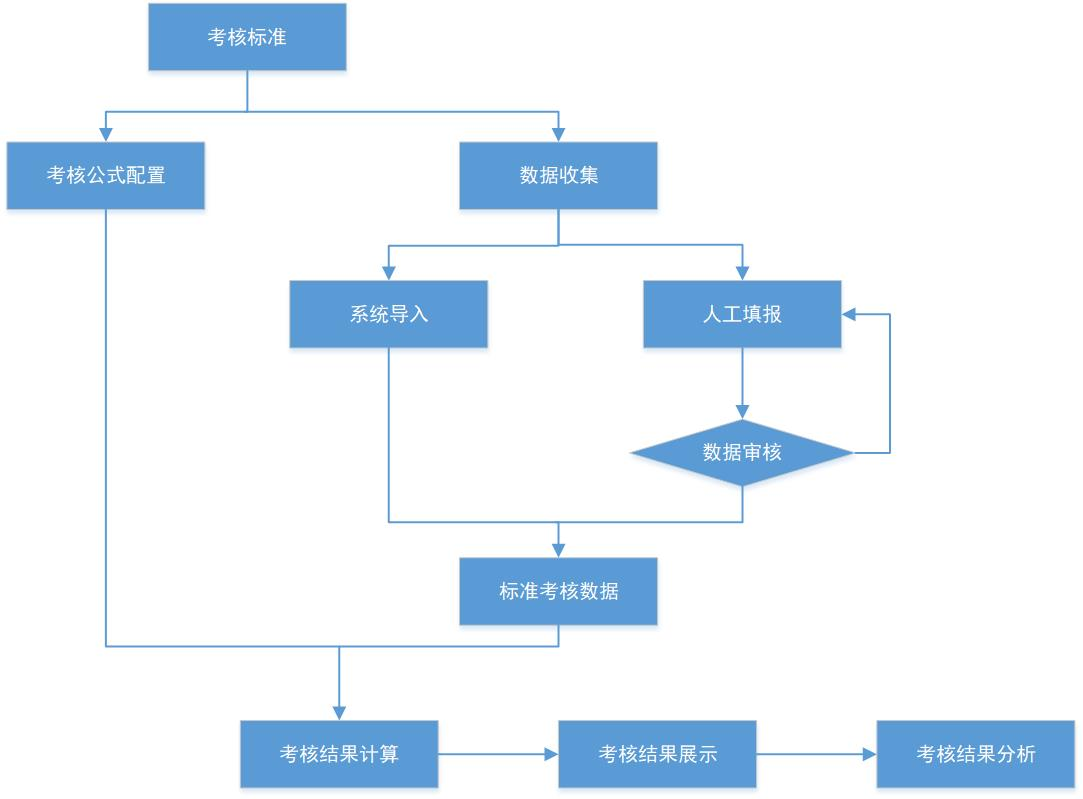 考核标准
考核公式配置
数据收集
系统导入
人工填报
数据审核
标准考核数据
考核结果计算
考核结果展示
考核结果分析